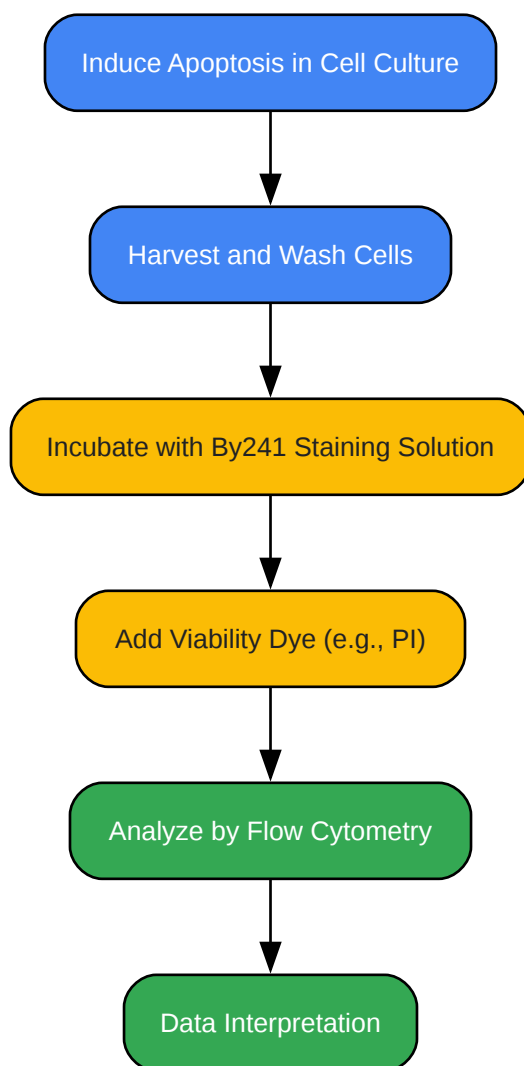 Induce Apoptosis in Cell Culture
Harvest and Wash Cells
Incubate with By241 Staining Solution
Add Viability Dye (e.g., PI)
Analyze by Flow Cytometry
Data Interpretation